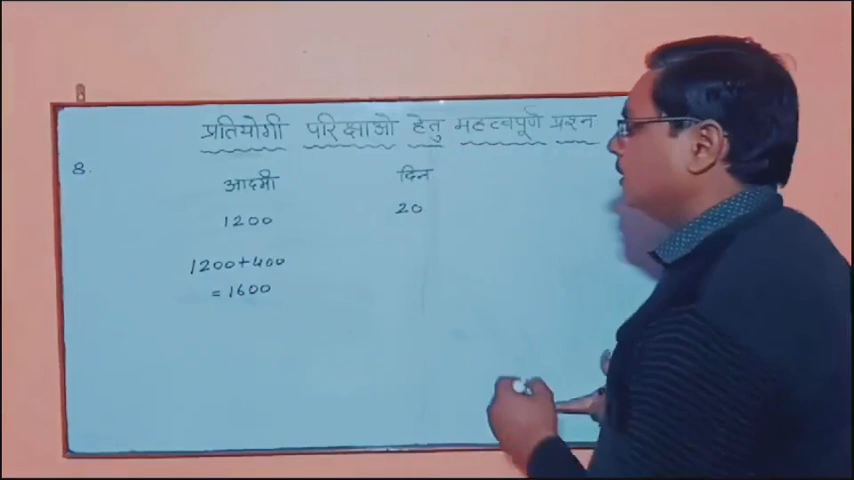 प्रतियोगी परिक्षाओ हेतु महत्वपूर्ण प्रश्न
8.
आदमी दिन
1200 20
1200+400
= 1600